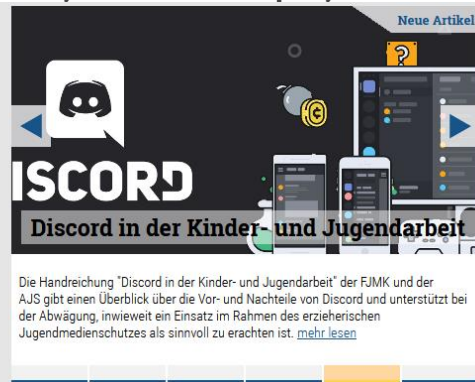 Neue Artikel
ISCORD
Discord in der Kinder- und Jugendarbeit
Die Handreichung "Discord in der Kinder- und Jugendarbeit" der FJMK und der
AJS gibt einen Überblick über die Vor- und Nachteile von Discord und unterstützt bei
der Abwägung, inwieweit ein Einsatz im Rahmen des erzieherischen
Jugendmedienschutzes als sinnvoll zu erachten ist. mehr lesen